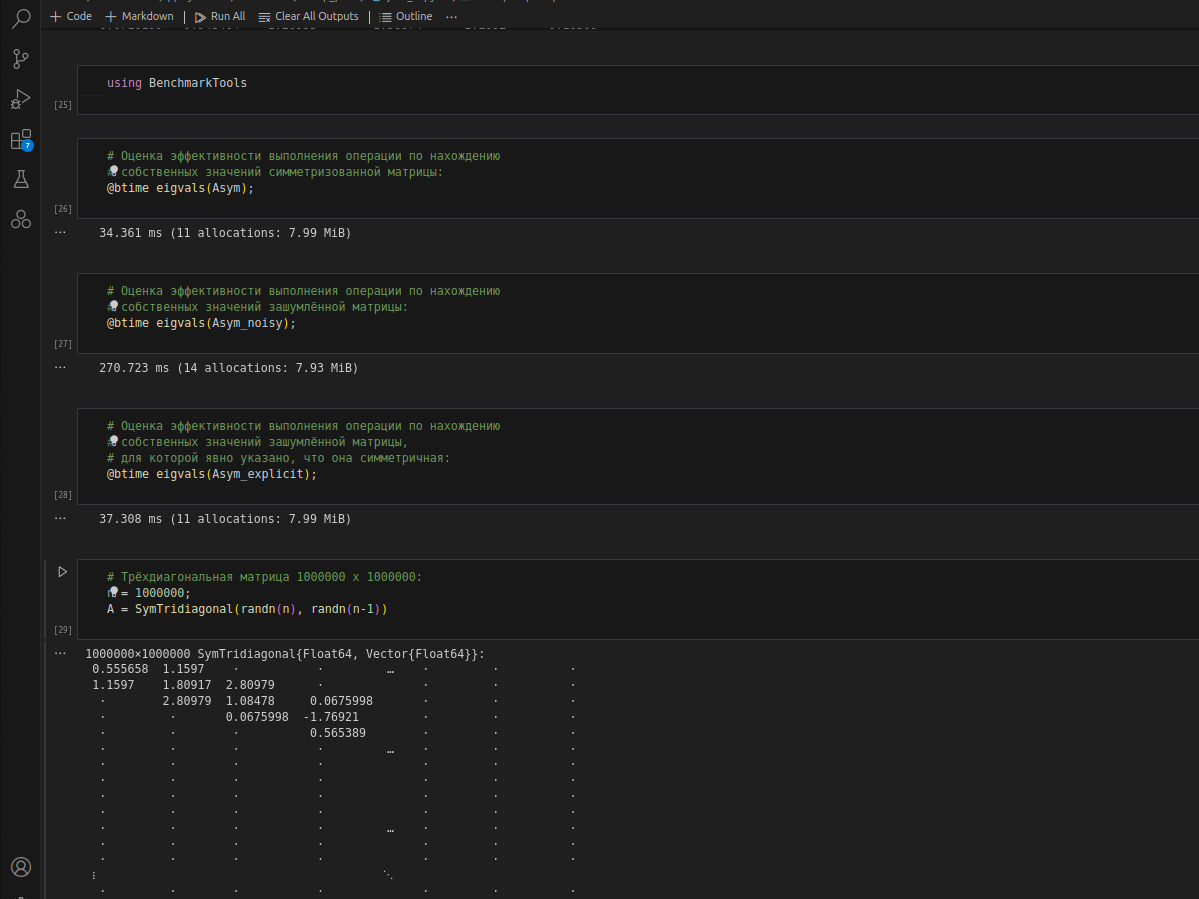 Code Markdown Run All Clear All Outputs Outline ...
using BenchmarkTools
[25]
# Оценка эффективности выполнения операции по нахождению
# собственных значений симметризованной матрицы:
@btime eigvals(Asym);
[26]
... 34.361 ms (11 allocations: 7.99 MiB)
7
# Оценка эффективности выполнения операции по нахождению
# собственных значений зашумлённой матрицы:
@btime eigvals(Asym_noisy);
[27]
... 270.723 ms (14 allocations: 7.93 MiB)
# Оценка эффективности выполнения операции по нахождению
# собственных значений зашумлённой матрицы,
# для которой явно указано, что она симметричная:
@btime eigvals(Asym_explicit);
[28]
... 37.308 ms (11 allocations: 7.99 MiB)
# Трёхдиагональная матрица 1000000 x 1000000:
n = 1000000;
A = SymTridiagonal(randn(n), randn(n-1))
[29]
... 1000000×1000000 SymTridiagonal{Float64, Vector{Float64}}:
0.555658 1.1597 ⋅ ⋅ … ⋅ ⋅ ⋅
1.1597 1.80917 2.80979 ⋅ ⋅ ⋅ ⋅
⋅ 2.80979 1.08478 0.0675998 ⋅ ⋅ ⋅
⋅ ⋅ 0.0675998 -1.76921 ⋅ ⋅ ⋅
⋅ ⋅ ⋅ 0.565389 ⋅ ⋅ ⋅
⋅ ⋅ ⋅ ⋅ … ⋅ ⋅ ⋅
⋅ ⋅ ⋅ ⋅ ⋅ ⋅ ⋅
⋅ ⋅ ⋅ ⋅ ⋅ ⋅ ⋅
⋅ ⋅ ⋅ ⋅ ⋅ ⋅ ⋅
⋅ ⋅ ⋅ ⋅ ⋅ ⋅ ⋅
⋅ ⋅ ⋅ ⋅ … ⋅ ⋅ ⋅
⋅ ⋅ ⋅ ⋅ ⋅ ⋅ ⋅
⋅ ⋅ ⋅ ⋅ ⋅ ⋅ ⋅
⋮ ⋱
⋅ ⋅ ⋅ ⋅ ⋅ ⋅ ⋅